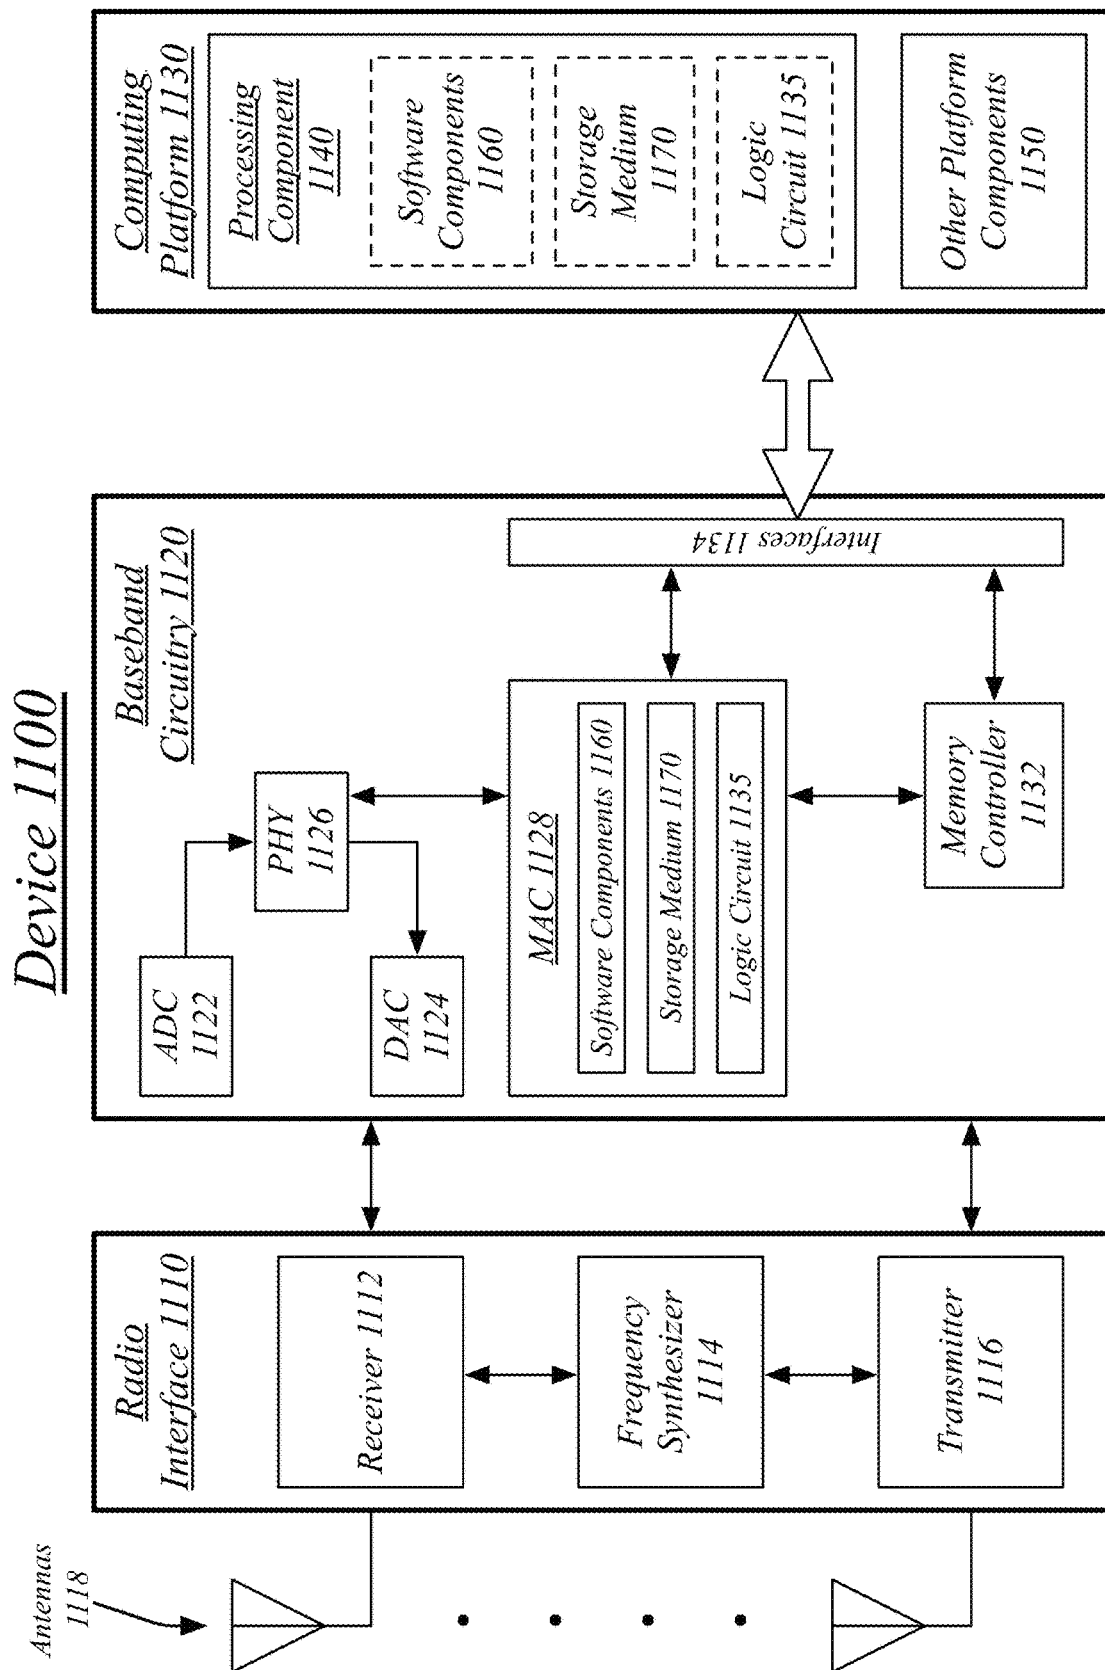 Device 1100
Antennas
1118
Radio
Interface 1110
Receiver 1112
Frequency
Synthesizer
1114
Transmitter
1116
Baseband
Circuitry 1120
ADC
1122
PHY
1126
DAC
1124
MAC 1128
Software Components 1160
Storage Medium 1170
Logic Circuit 1135
Memory
Controller
1132
Interfaces 1134
Computing
Platform 1130
Processing
Component
1140
Software
Components
1160
Storage
Medium
1170
Logic
Circuit 1135
Other Platform
Components
1150